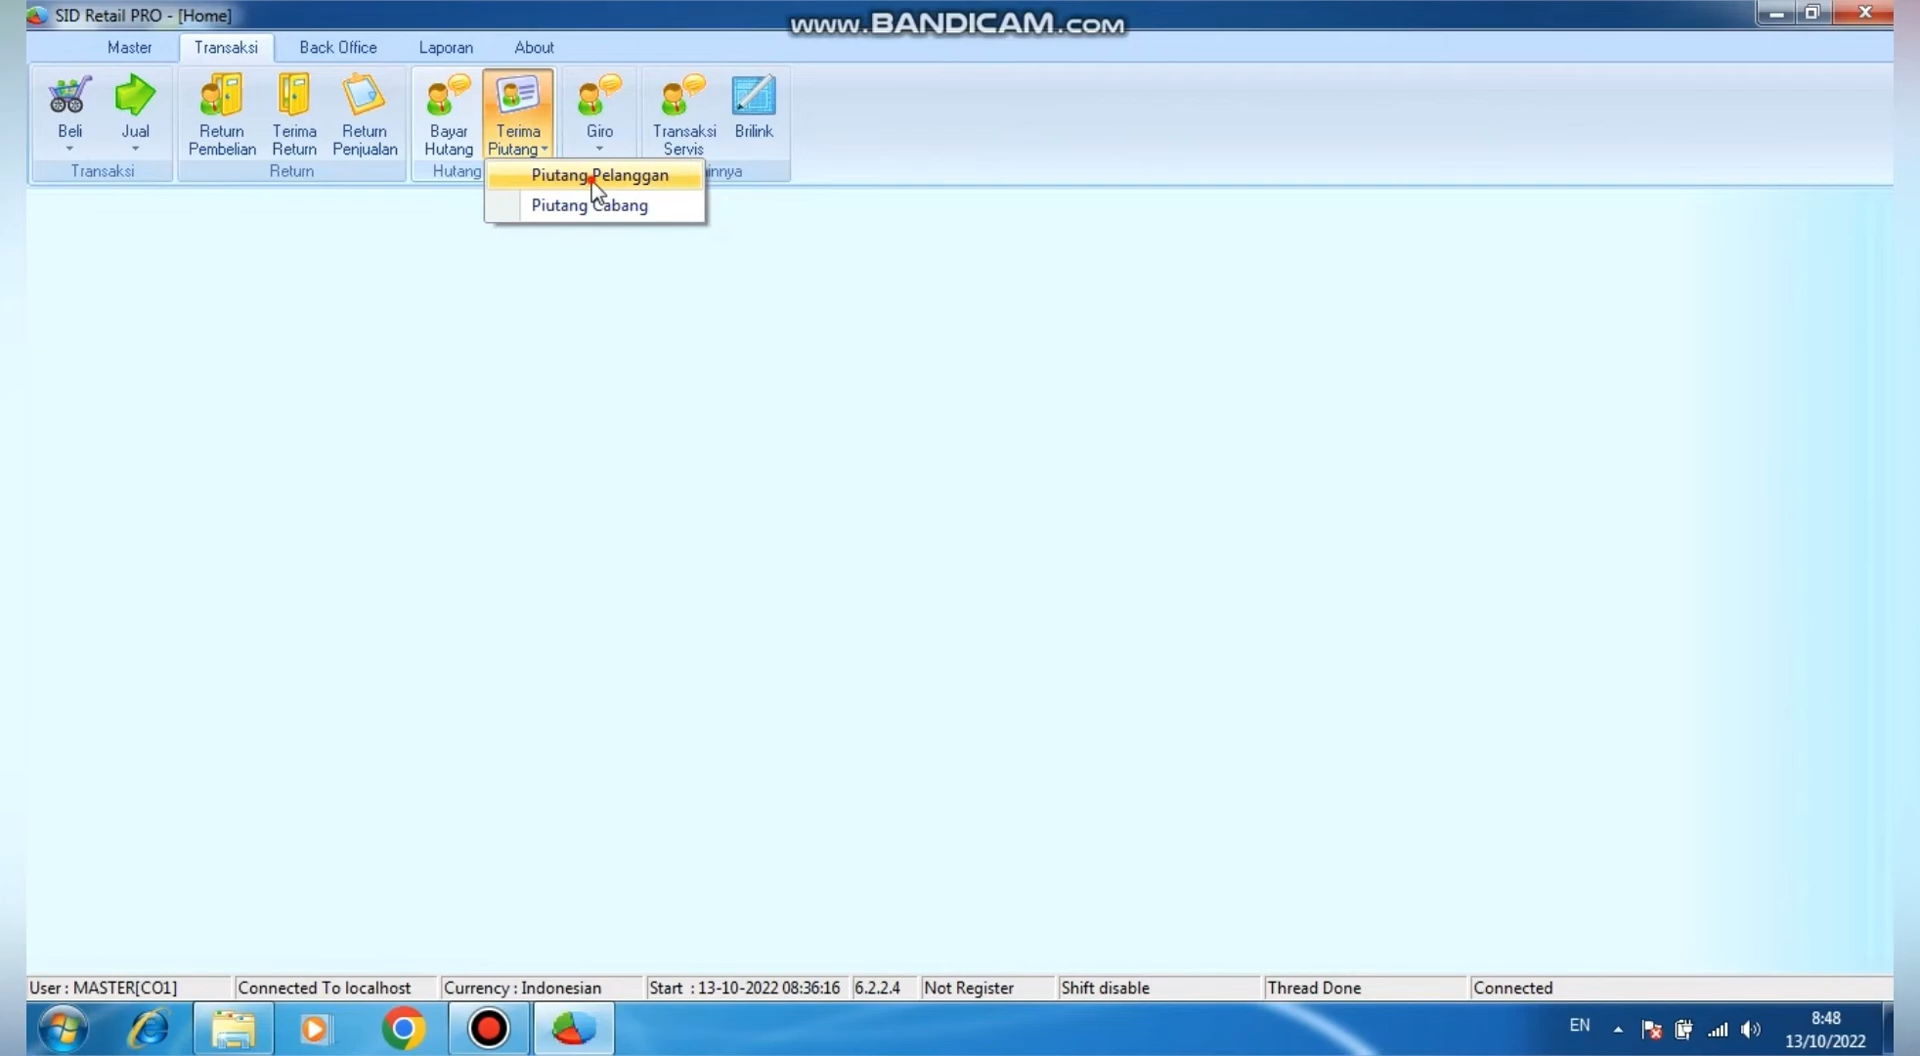 SID Retail PRO - [Home]
www.BANDICAM.com
Master Transaksi Back Office Laporan About
Beli Jual Return Pembelian Terima Return Return Penjualan Bayar Hutang Terima Piutang Giro Transaksi Servis Brilink
Transaksi Return Hutang innya
Piutang Pelanggan
Piutang Cabang
User : MASTER[CO1] Connected To localhost Currency : Indonesian Start : 13-10-2022 08:36:16 6.2.2.4 Not Register Shift disable Thread Done Connected
EN 8:48
13/10/2022